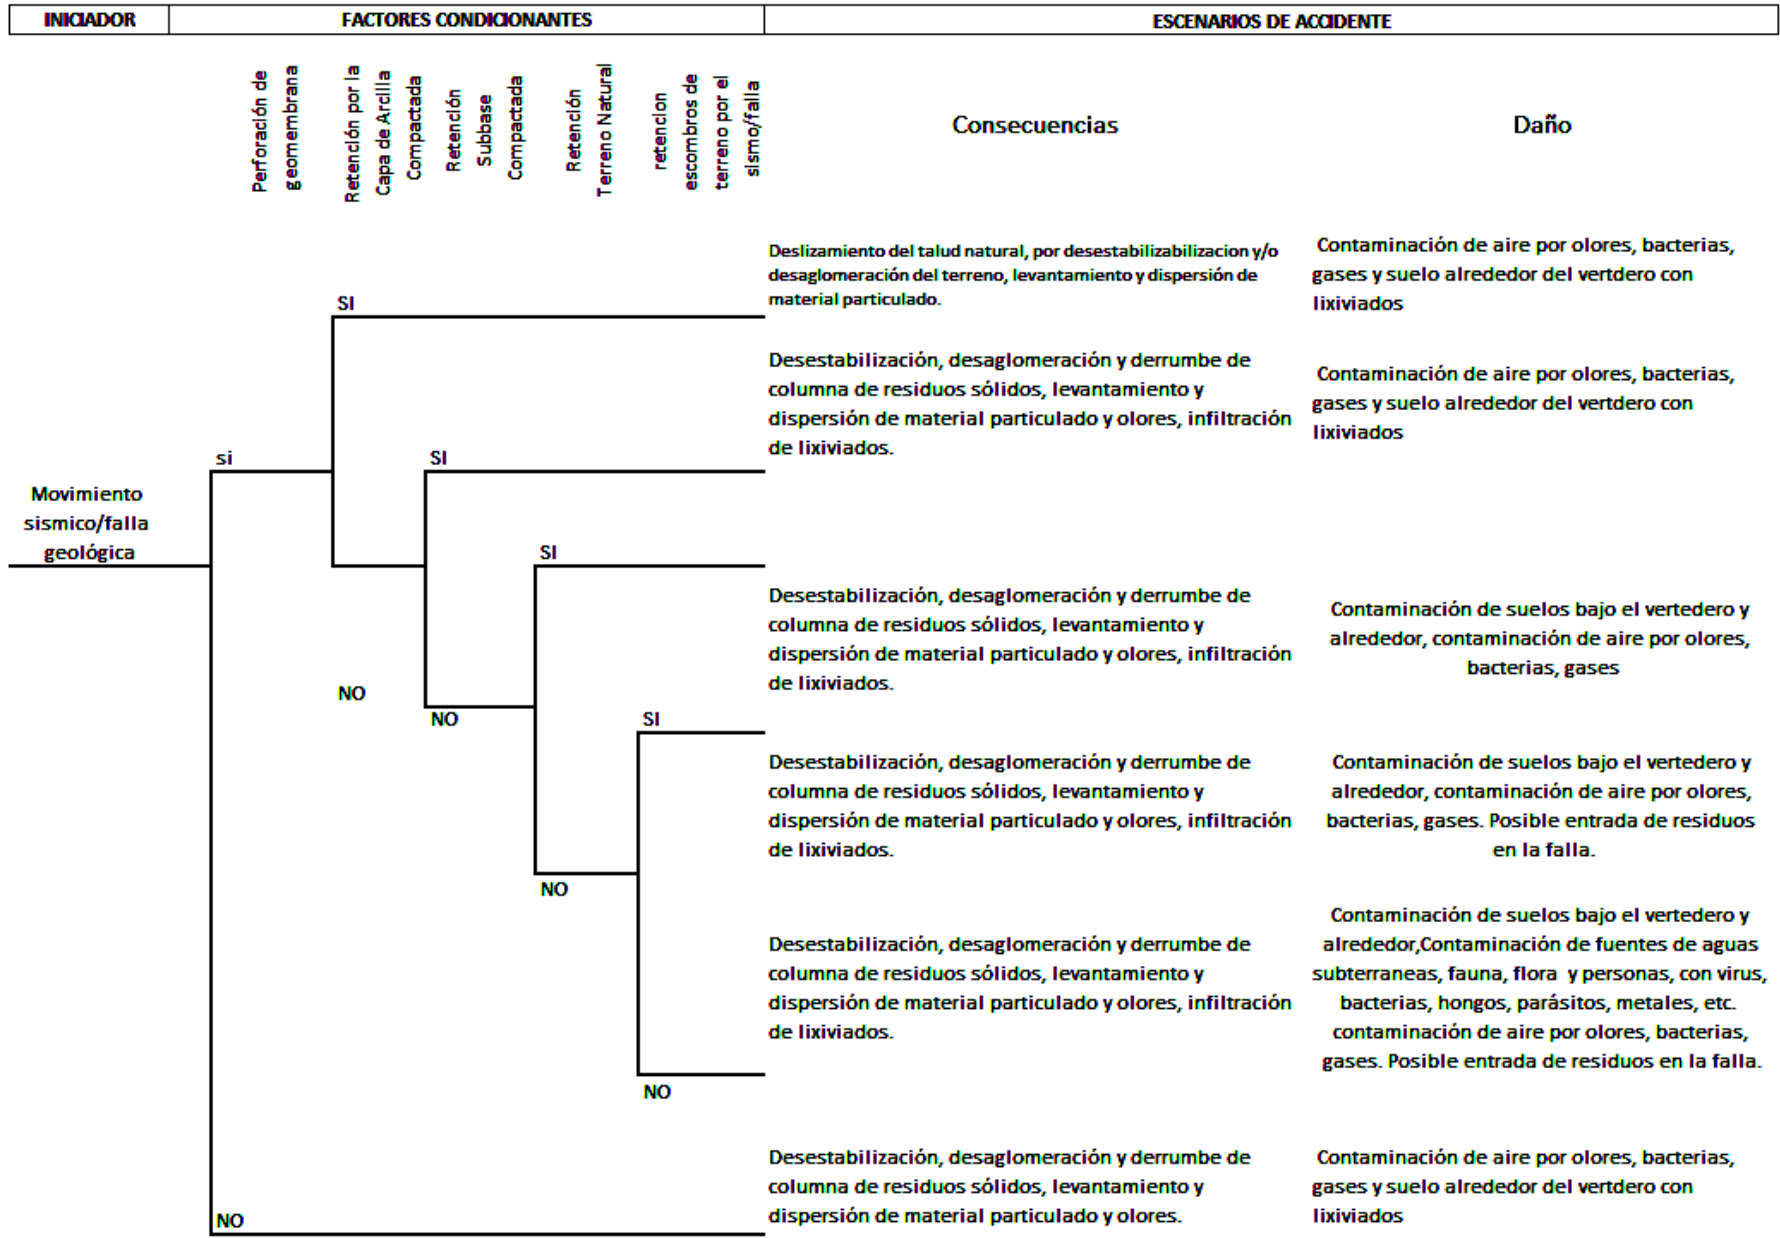 INICIADOR
FACTORES CONDICIONANTES
ESCENARIOS DE ACCIDENTE
Perforación de
geomembrana
Retención por la
Capa de Arcilla
Compactada
Retención
Subbase
Compactada
Retención
Terreno Natural
retencion
escombros de
terreno por el
sismo/falla
Consecuencias
Daño
Deslizamiento del talud natural, por desestabilizabilizacion y/o
desaglomeración del terreno, levantamiento y dispersión de
material particulado.
Contaminación de aire por olores, bacterias,
gases y suelo alrededor del vertdero con
lixiviados
SI
Desestabilización, desaglomeración y derrumbe de
columna de residuos sólidos, levantamiento y
dispersión de material particulado y olores, infiltración
de lixiviados.
Contaminación de aire por olores, bacterias,
gases y suelo alrededor del vertdero con
lixiviados
si
SI
Movimiento
sismico/falla
geológica
SI
Desestabilización, desaglomeración y derrumbe de
columna de residuos sólidos, levantamiento y
dispersión de material particulado y olores, infiltración
de lixiviados.
Contaminación de suelos bajo el vertedero y
alrededor, contaminación de aire por olores,
bacterias, gases
NO
NO
SI
Desestabilización, desaglomeración y derrumbe de
columna de residuos sólidos, levantamiento y
dispersión de material particulado y olores, infiltración
de lixiviados.
Contaminación de suelos bajo el vertedero y
alrededor, contaminación de aire por olores,
bacterias, gases. Posible entrada de residuos
en la falla.
NO
Desestabilización, desaglomeración y derrumbe de
columna de residuos sólidos, levantamiento y
dispersión de material particulado y olores, infiltración
de lixiviados.
Contaminación de suelos bajo el vertedero y
alrededor,Contaminación de fuentes de aguas
subterraneas, fauna, flora y personas, con virus,
bacterias, hongos, parásitos, metales, etc.
contaminación de aire por olores, bacterias,
gases. Posible entrada de residuos en la falla.
NO
Desestabilización, desaglomeración y derrumbe de
columna de residuos sólidos, levantamiento y
dispersión de material particulado y olores.
Contaminación de aire por olores, bacterias,
gases y suelo alrededor del vertdero con
lixiviados
NO